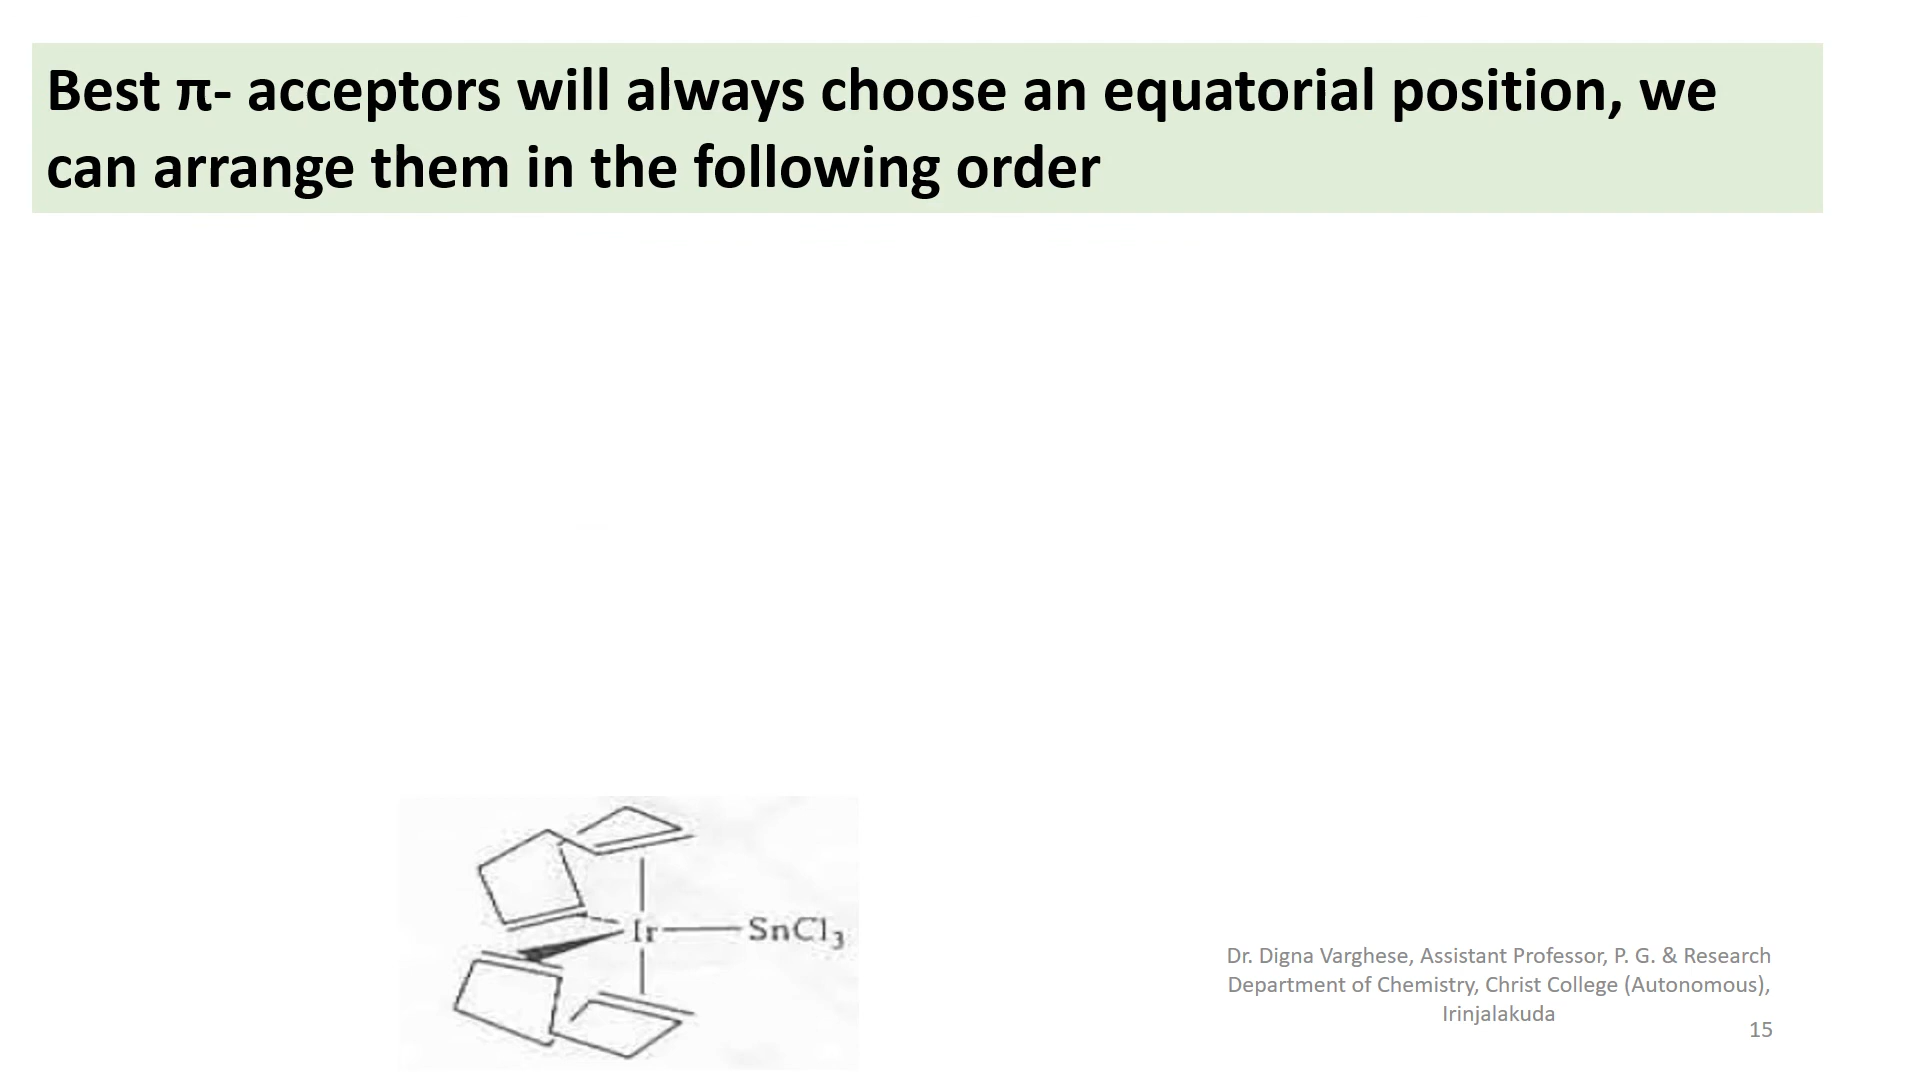 Best π- acceptors will always choose an equatorial position, we
can arrange them in the following order
Ir
SnCl₃
Dr. Digna Varghese, Assistant Professor, P. G. & Research
Department of Chemistry, Christ College (Autonomous),
Irinjalakuda
15